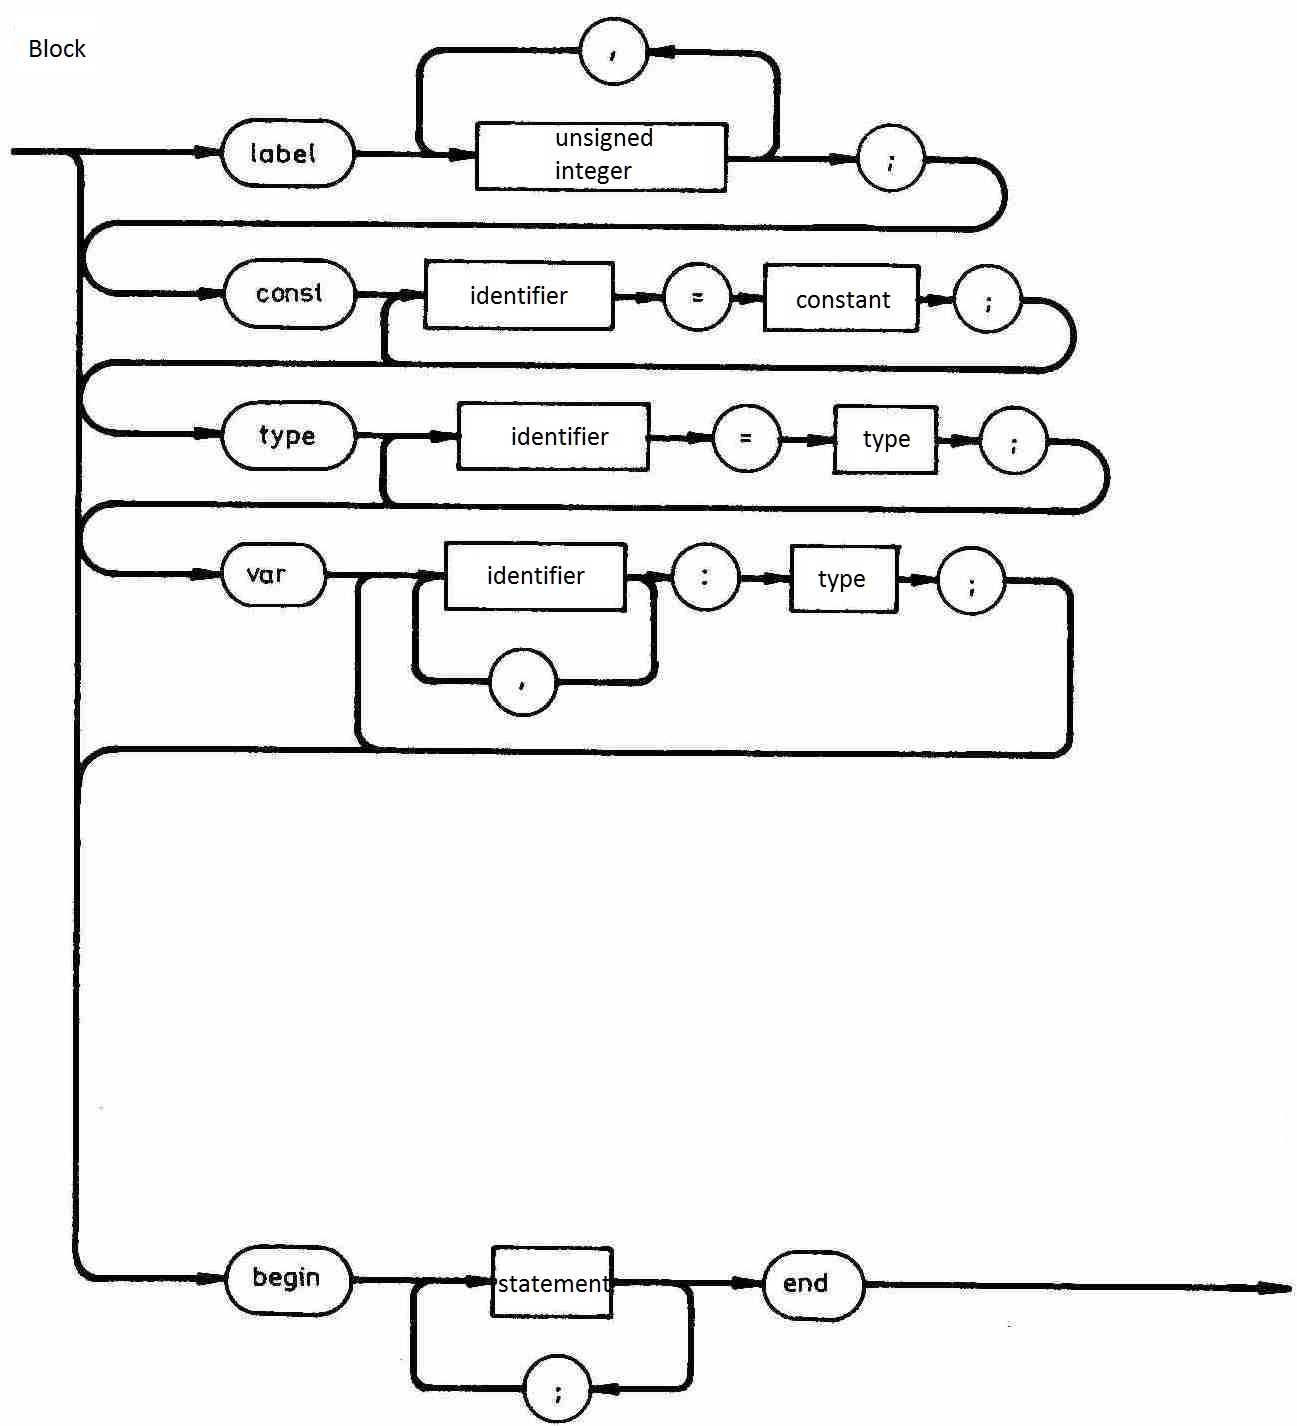 Block
,
label unsigned integer ;
const identifier = constant ;
type identifier = type ;
var identifier : type ;
,
begin statement end
;